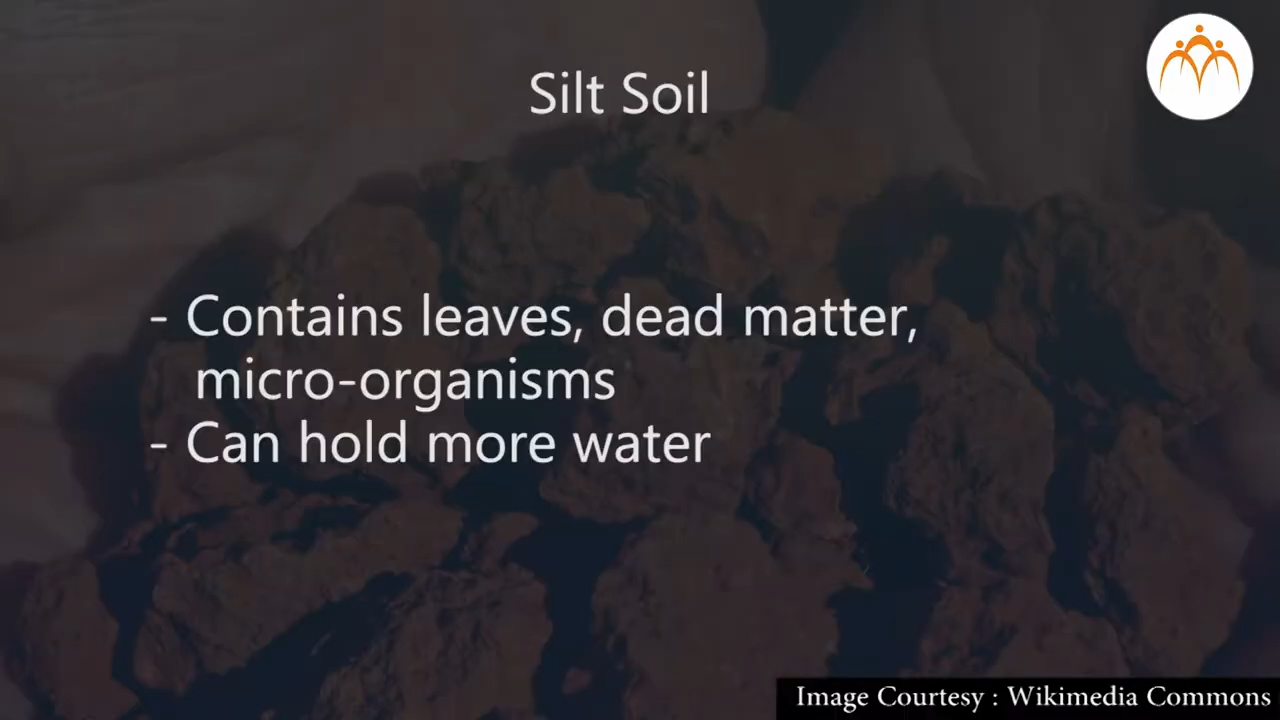 Silt Soil
- Contains leaves, dead matter,
micro-organisms
- Can hold more water
Image Courtesy : Wikimedia Commons